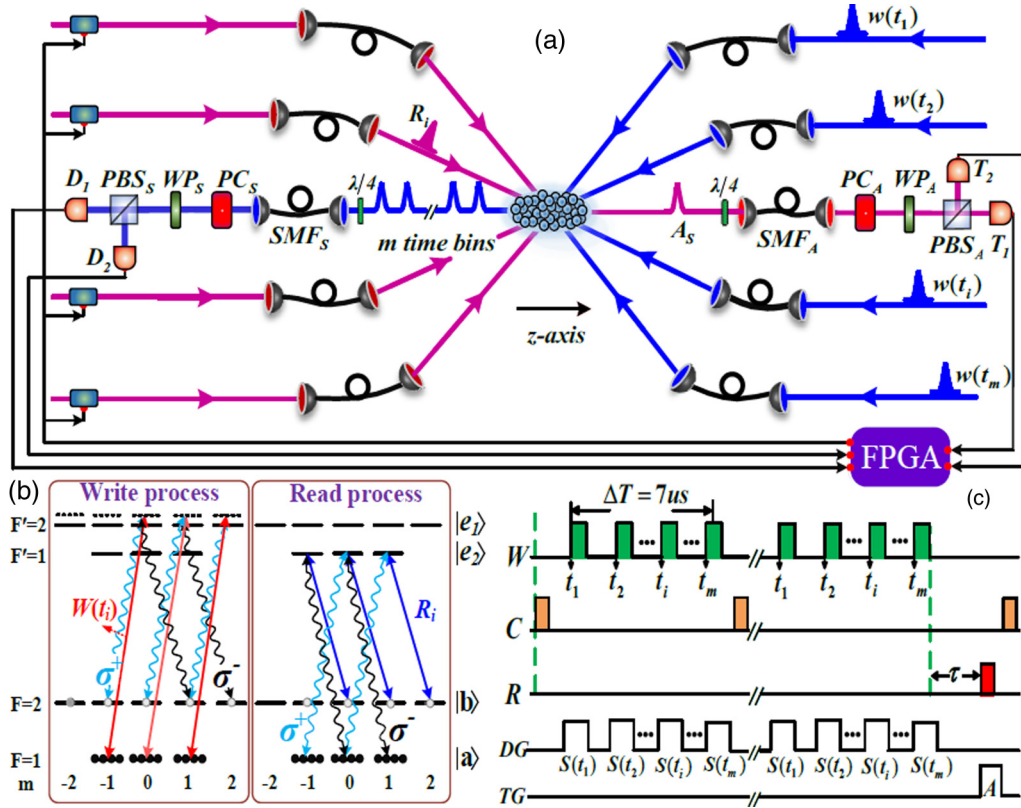 (a)
w(t1)
w(t2)
Ri
D1 PBSS WPS PCS
λ/4
SMFS
m time bins
D2
AS
λ/4
SMFA
PCA WPA
T2
PBSA T1
z-axis
w(ti)
w(tm)
FPGA
(b)
Write process
Read process
F'=2
|e1⟩
F'=1
|e2⟩
W(ti)
Ri
σ+
σ-
σ+
σ-
F=2
|b⟩
F=1
|a⟩
m
-2 -1 0 1 2
-2 -1 0 1 2
(c)
ΔT = 7us
W
t1 t2 ti tm
t1 t2 ti tm
C
R
τ
DG
S(t1) S(t2) S(ti) S(tm)
S(t1) S(t2) S(ti) S(tm)
TG
A